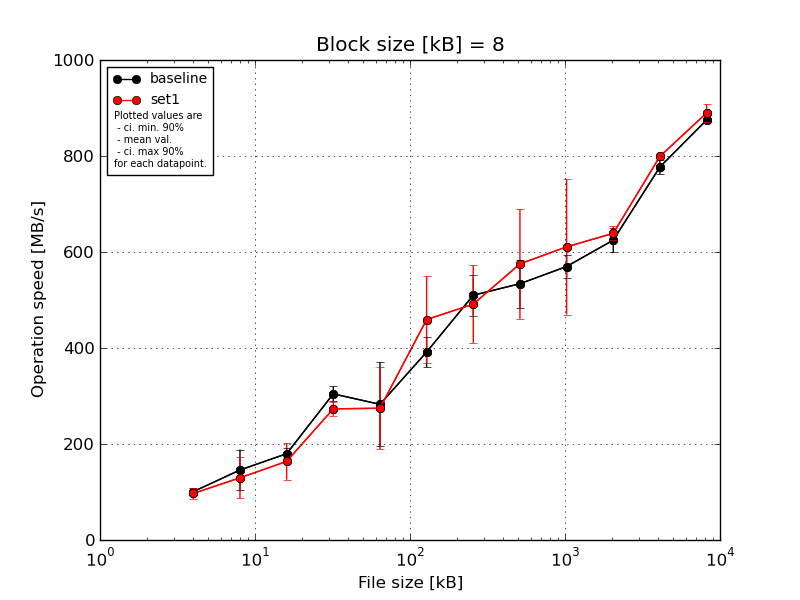 Block size [kB] = 8
1000
800
600
400
200
0
Operation speed [MB/s]
baseline
set1
Plotted values are
- ci. min. 90%
- mean val.
- ci. max 90%
for each datapoint.
10⁰ 10¹ 10² 10³ 10⁴
File size [kB]